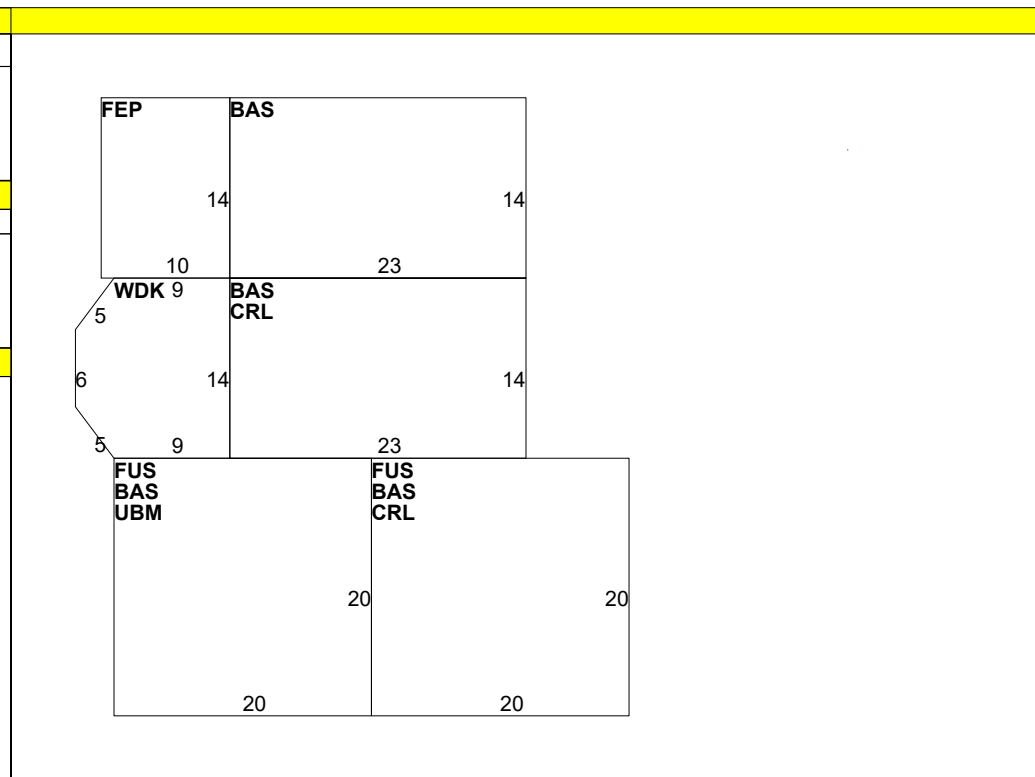 FEP BAS
14 14
10 23
WDK 9 BAS
CRL
5
6 14 14
5 9 23
FUS FUS
BAS BAS
UBM CRL
20 20
20 20